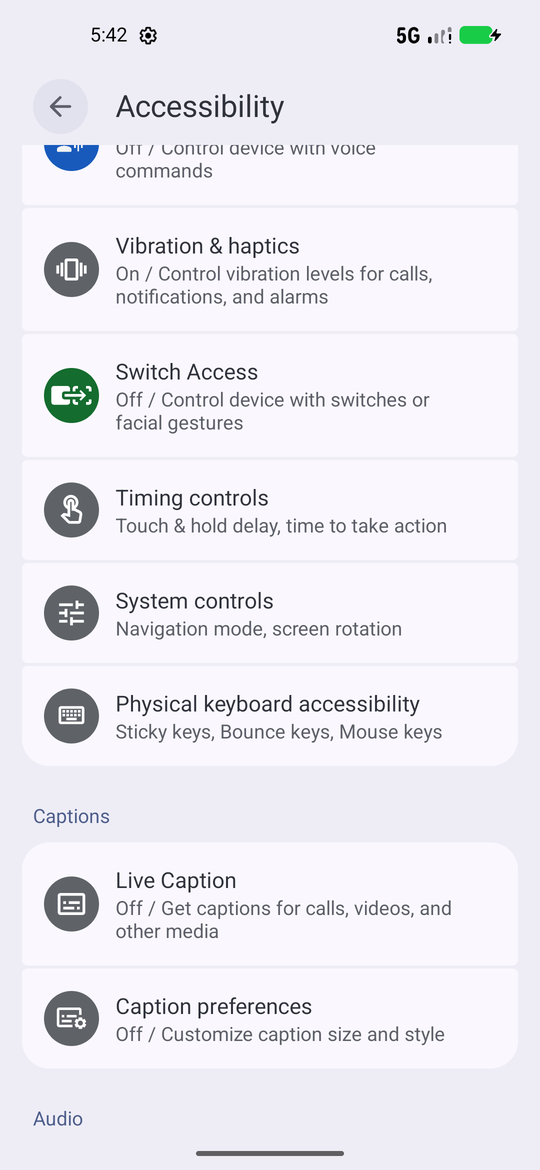 5:42
5G
Accessibility
Off / Control device with voice
commands
Vibration & haptics
On / Control vibration levels for calls,
notifications, and alarms
Switch Access
Off / Control device with switches or
facial gestures
Timing controls
Touch & hold delay, time to take action
System controls
Navigation mode, screen rotation
Physical keyboard accessibility
Sticky keys, Bounce keys, Mouse keys
Captions
Live Caption
Off / Get captions for calls, videos, and
other media
Caption preferences
Off / Customize caption size and style
Audio